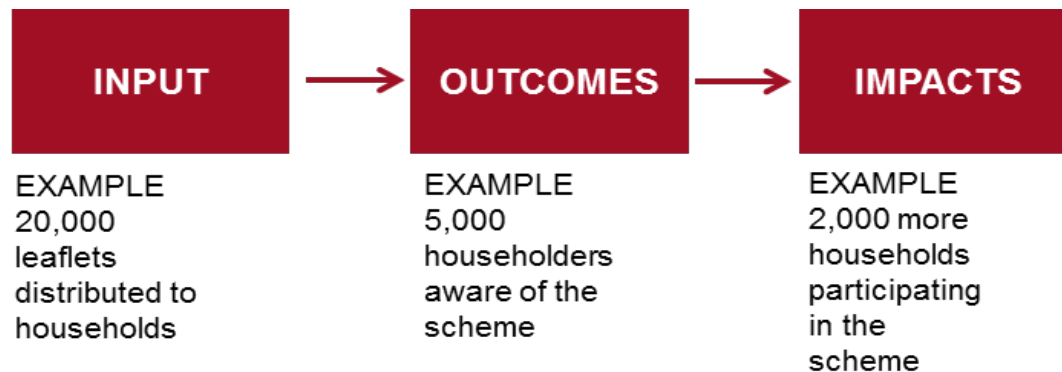 INPUT
OUTCOMES
IMPACTS
EXAMPLE
20,000
leaflets
distributed to
households
EXAMPLE
5,000
householders
aware of the
scheme
EXAMPLE
2,000 more
households
participating
in the
scheme